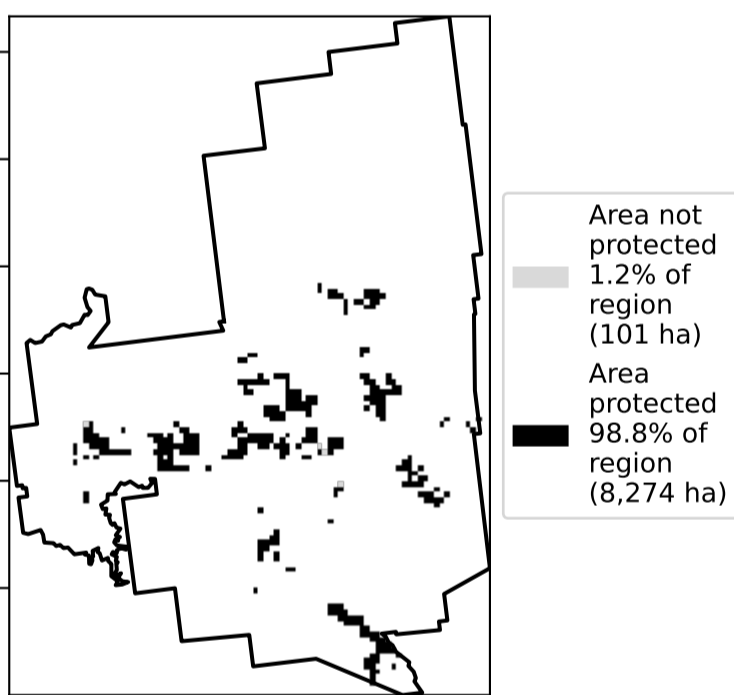 Area not
protected
1.2% of
region
(101 ha)
Area
protected
98.8% of
region
(8,274 ha)